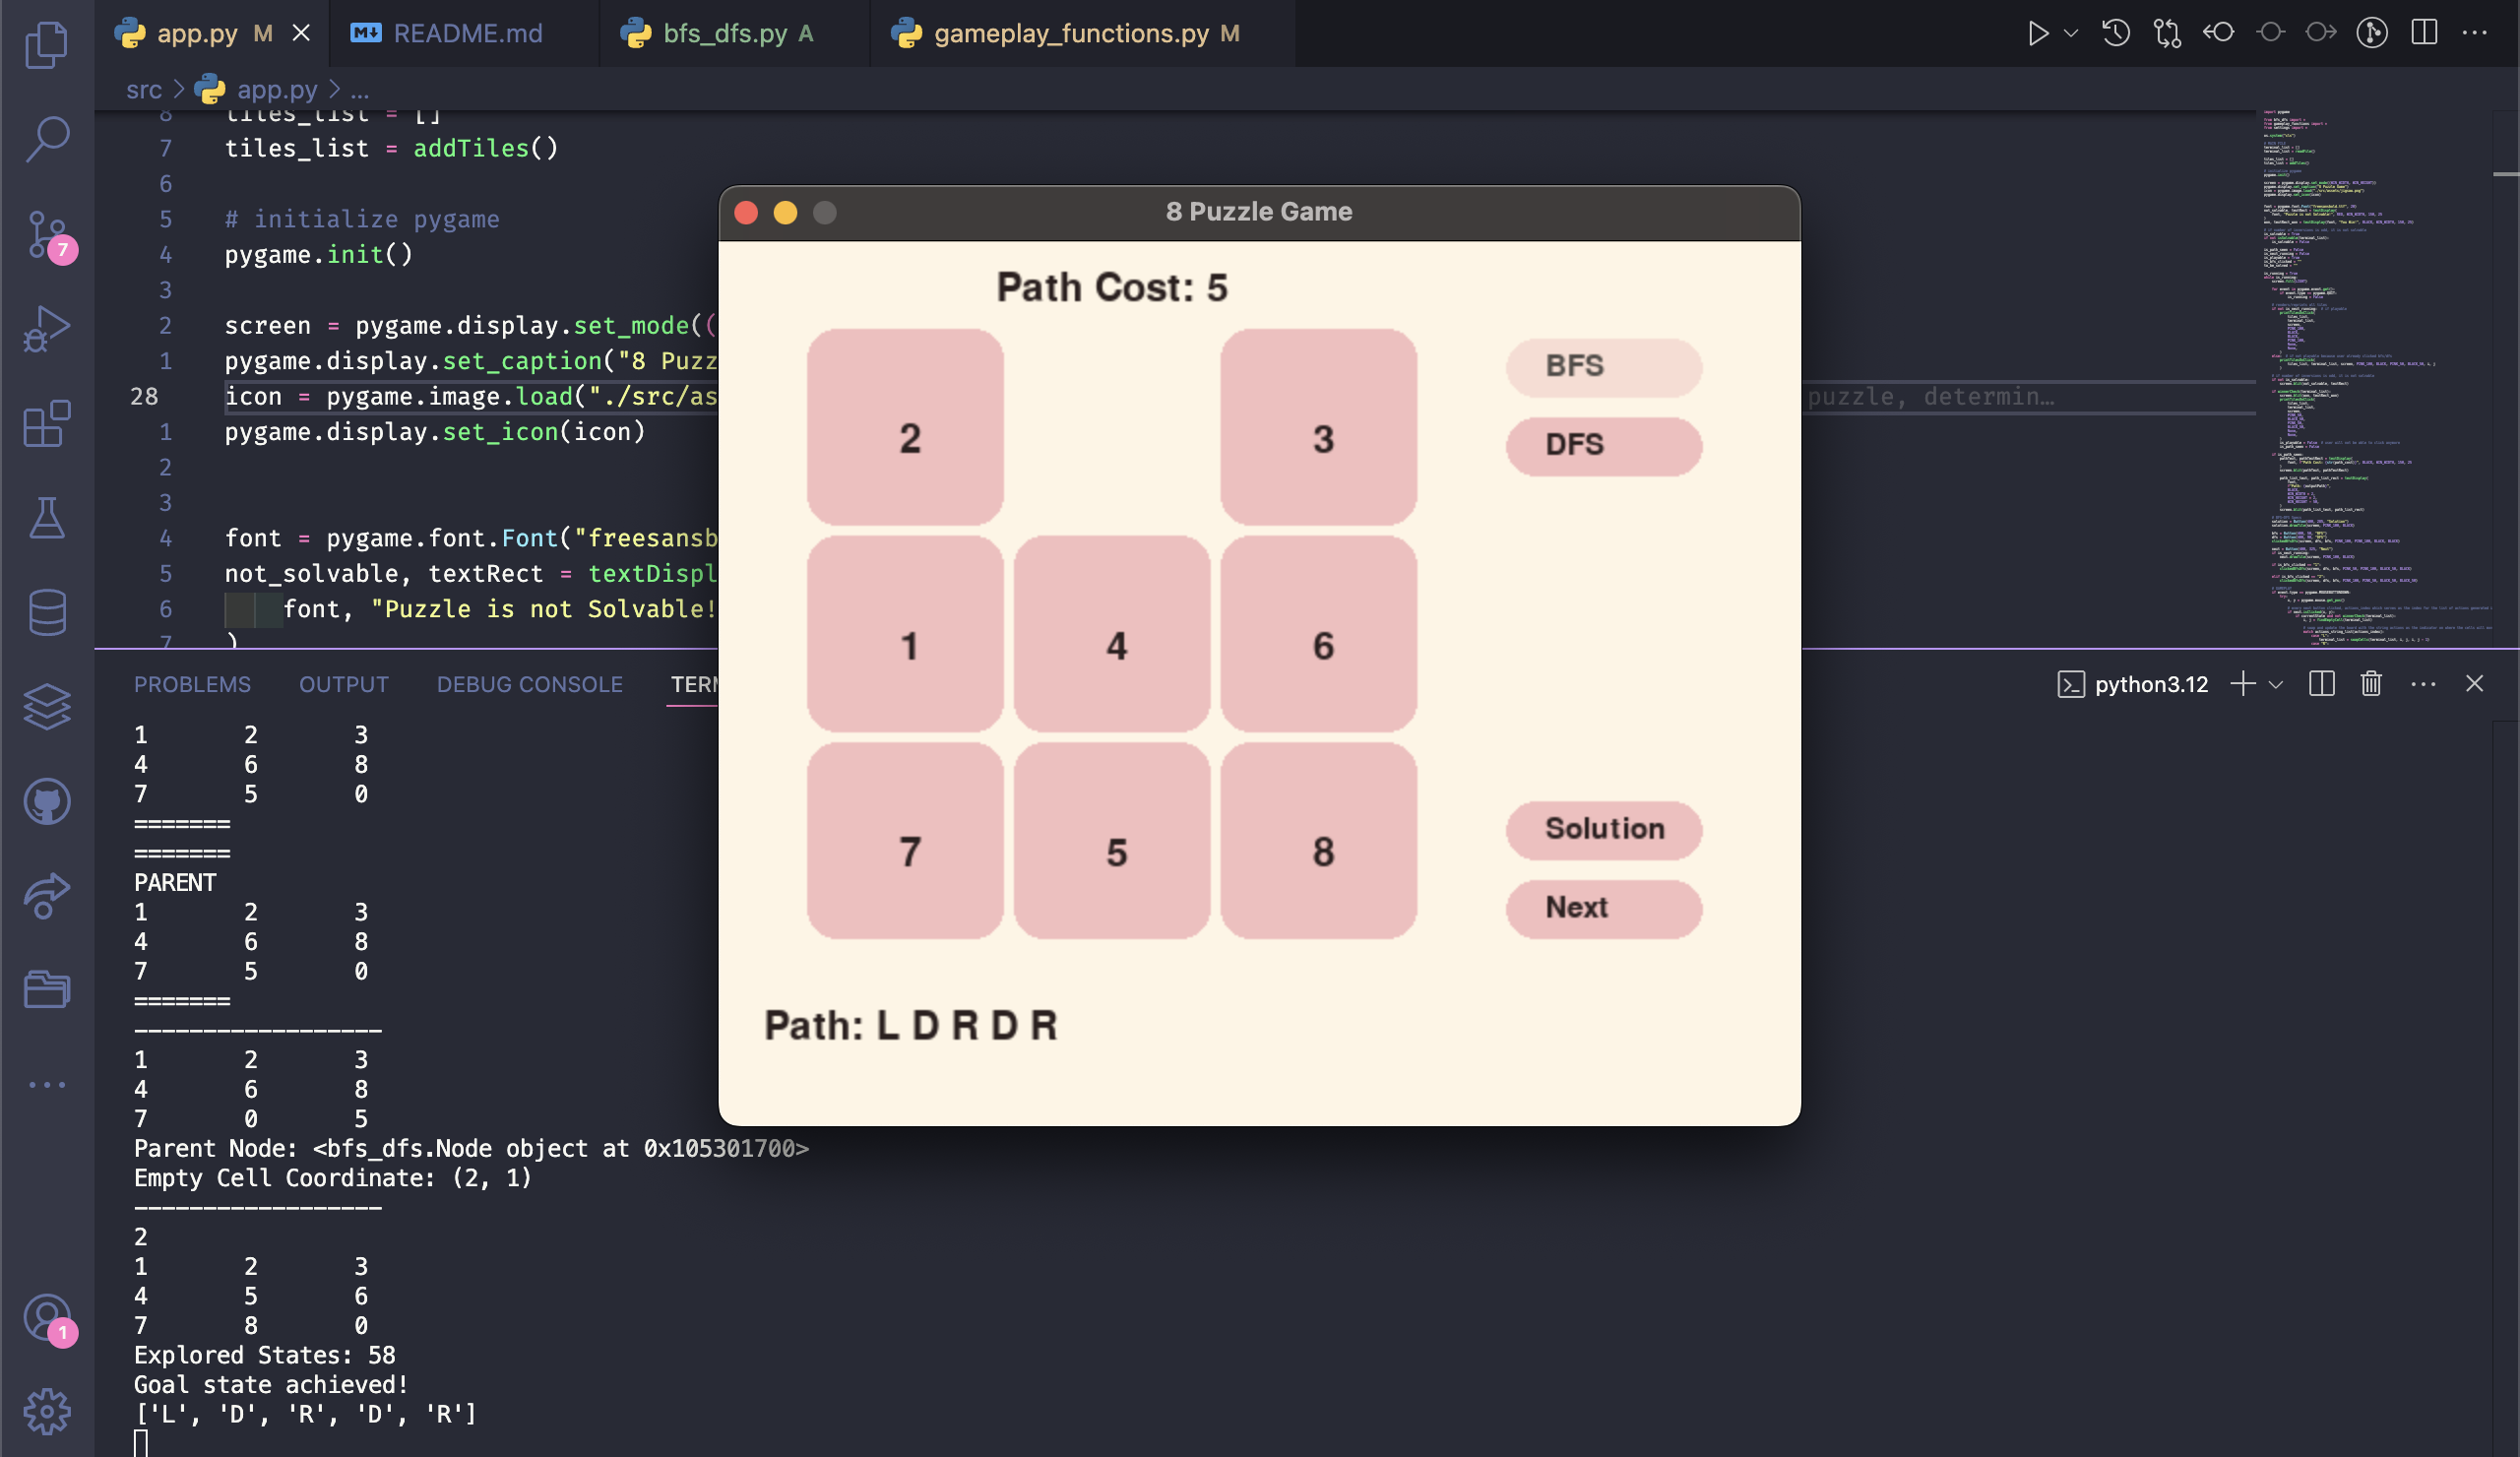 app.py M
README.md
bfs_dfs.py A
gameplay_functions.py M
src > app.py > ...
8 tiles_list = []
7 tiles_list = addTiles()
6
5 # initialize pygame
4 pygame.init()
3
2 screen = pygame.display.set_mode((
1 pygame.display.set_caption("8 Puzz
28 icon = pygame.image.load("./src/as
puzzle, determin…
1 pygame.display.set_icon(icon)
2
3
4 font = pygame.font.Font("freesansb
5 not_solvable, textRect = textDispl
6 font, "Puzzle is not Solvable!
7 )
7
8 Puzzle Game
Path Cost: 5
2 3
1 4 6
7 5 8
BFS
DFS
Solution
Next
Path: L D R D R
PROBLEMS OUTPUT DEBUG CONSOLE TERM
python3.12
1 2 3
4 6 8
7 5 0
=======
=======
PARENT
1 2 3
4 6 8
7 5 0
=======
------------------
1 2 3
4 6 8
7 0 5
Parent Node: <bfs_dfs.Node object at 0x105301700>
Empty Cell Coordinate: (2, 1)
------------------
2
1 2 3
4 5 6
7 8 0
Explored States: 58
Goal state achieved!
['L', 'D', 'R', 'D', 'R']
1